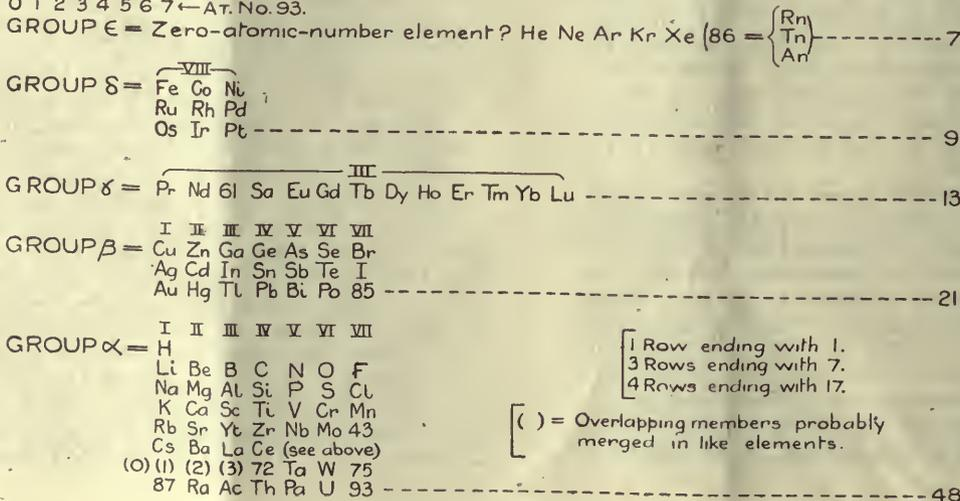 0 1 2 3 4 5 6 7←AT. NO. 93.
GROUP ϵ = Zero-atomic-number element? He Ne Ar Kr Xe (86 = {Rn Tn An}) 7
VIII
GROUP δ = Fe Co Ni
Ru Rh Pd
Os Ir Pt 9
III
GROUP γ = Pr Nd 61 Sa Eu Gd Tb Dy Ho Er Tm Yb Lu 13
I II III IV V VI VII
GROUP β = Cu Zn Ga Ge As Se Br
Ag Cd In Sn Sb Te I
Au Hg Tl Pb Bi Po 85 21
I II III IV V VI VII
GROUP α = H
Li Be B C N O F
Na Mg Al Si P S Cl
K Ca Sc Ti V Cr Mn
Rb Sr Yt Zr Nb Mo 43
Cs Ba La Ce (see above)
(0) (1) (2) (3) 72 Ta W 75
87 Ra Ac Th Pa U 93 48
1 Row ending with 1.
3 Rows ending with 7.
4 Rows ending with 17.
( ) = Overlapping members probably
merged in like elements.